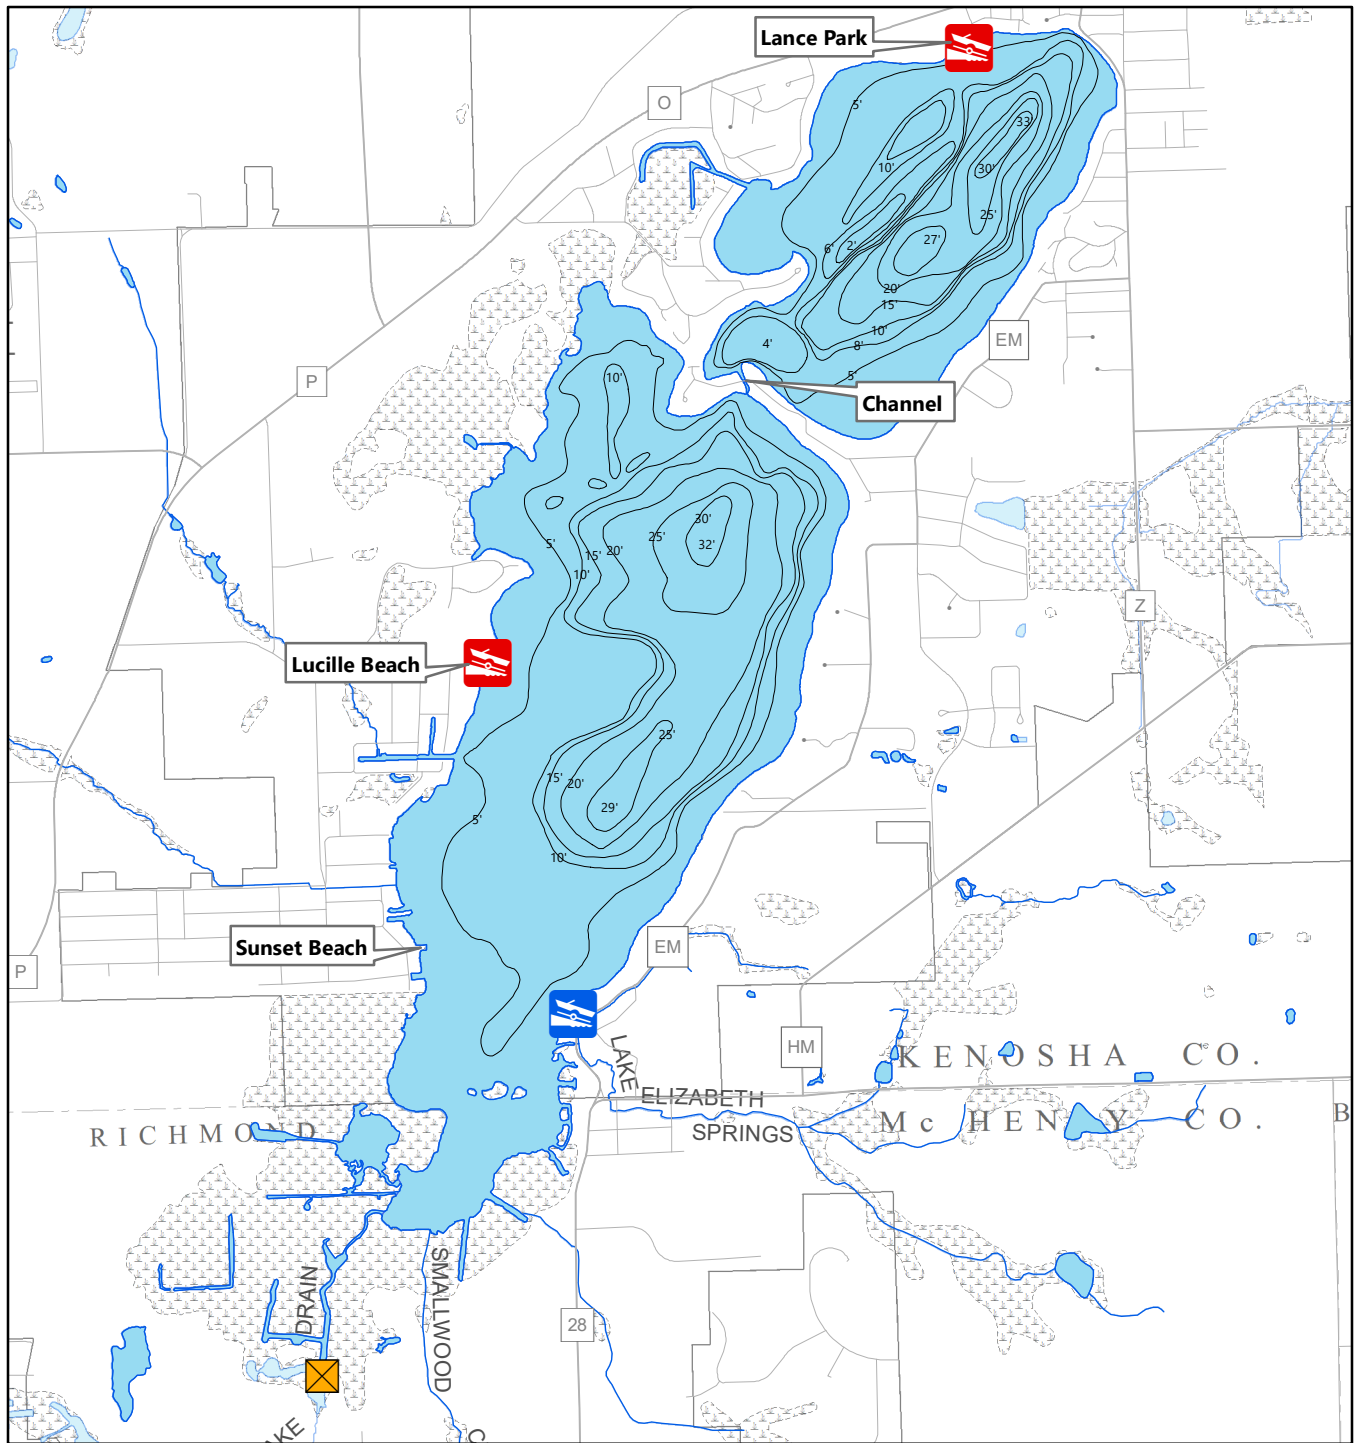 Lance Park
O
5'
33
10'
30'
25'
27'
6'
2'
20'
15'
10'
8'
4'
5'
EM
P
Channel
10'
30'
32'
25'
5'
15'
20'
10'
Z
Lucille Beach
25'
15'
20'
29'
5'
10'
Sunset Beach
EM
P
HM
LAKE
ELIZABETH
SPRINGS
KENOSHA CO.
McHENRY CO.
B
RICHMOND
DRAIN
SMALLWOOD
28
AKE
C